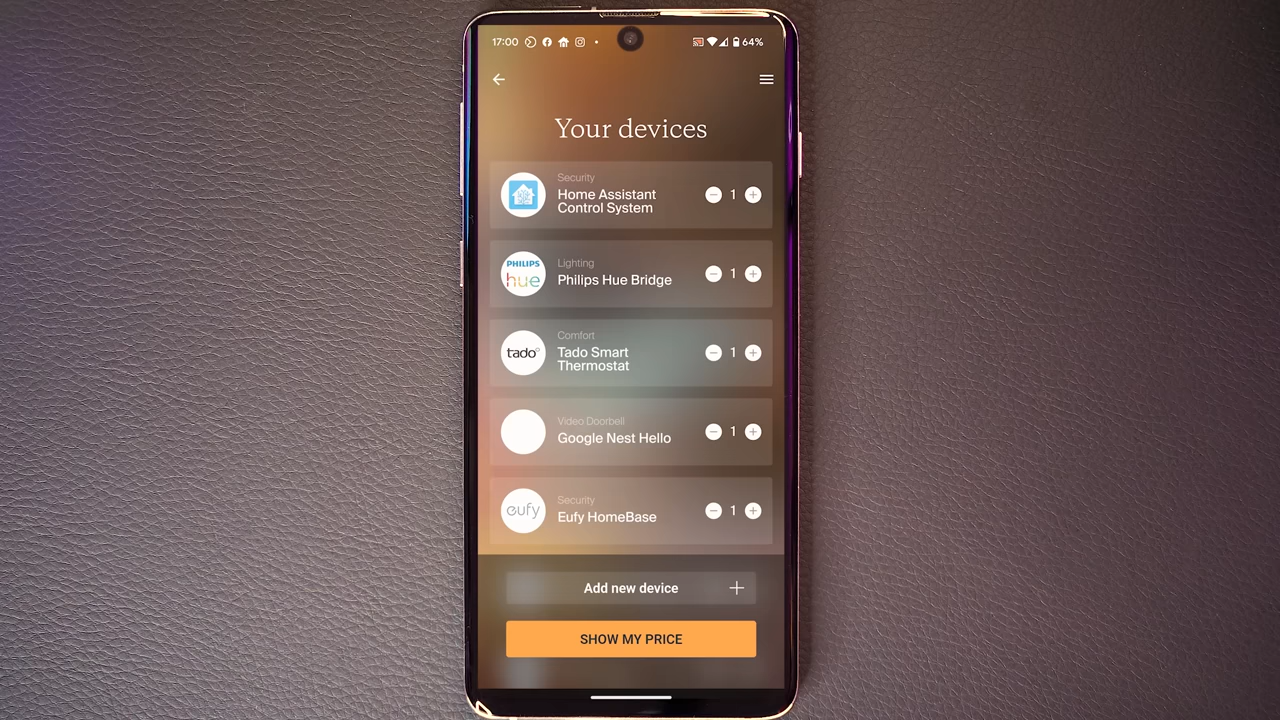 17:00
64%
Your devices
Security
Home Assistant
Control System
1
PHILIPS
hue
Lighting
Philips Hue Bridge
1
tado°
Comfort
Tado Smart
Thermostat
1
Video Doorbell
Google Nest Hello
1
eufy
Security
Eufy HomeBase
1
Add new device
SHOW MY PRICE